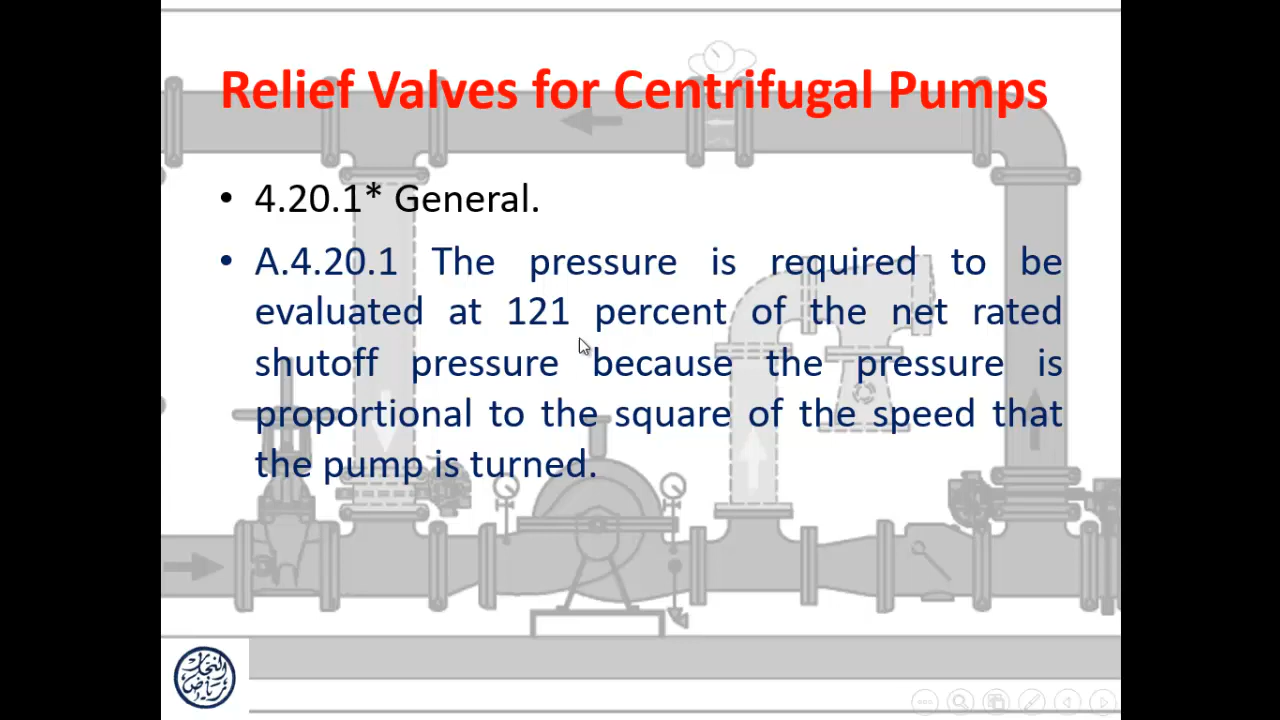 Relief Valves for Centrifugal Pumps
• 4.20.1* General.
• A.4.20.1 The pressure is required to be
evaluated at 121 percent of the net rated
shutoff pressure because the pressure is
proportional to the square of the speed that
the pump is turned.